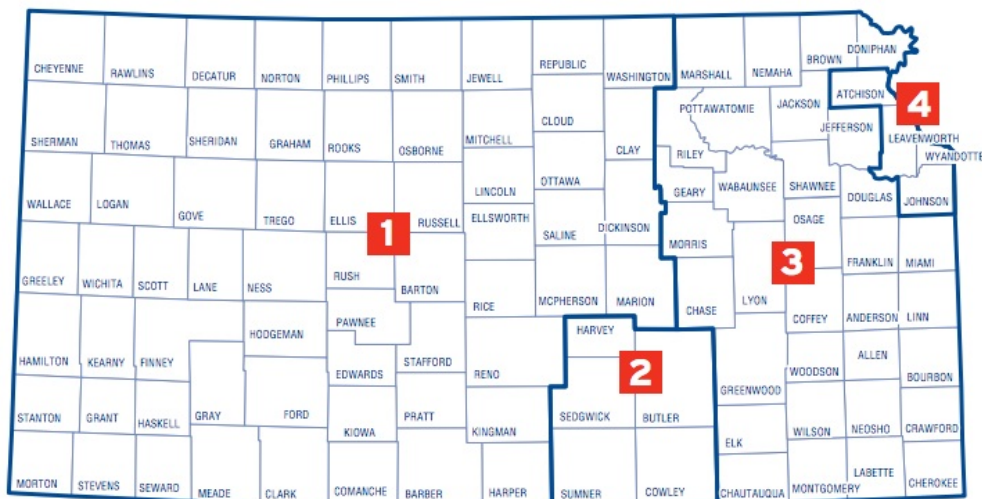 CHEYENNE
RAWLINS
DECATUR
NORTON
PHILLIPS
SMITH
JEWELL
REPUBLIC
WASHINGTON
MARSHALL
NEMAHA
BROWN
DONIPHAN
SHERMAN
THOMAS
SHERIDAN
GRAHAM
ROOKS
OSBORNE
MITCHELL
CLOUD
CLAY
POTTAWATOMIE
RILEY
JACKSON
ATCHISON
4
JEFFERSON
LEAVENWORTH
WYANDOTTE
WALLACE
LOGAN
GOVE
TREGO
ELLIS
1
RUSSELL
LINCOLN
ELLSWORTH
OTTAWA
SALINE
DICKINSON
GEARY
WABAUNSEE
SHAWNEE
DOUGLAS
JOHNSON
MORRIS
OSAGE
3
GREELEY
WICHITA
SCOTT
LANE
NESS
RUSH
BARTON
RICE
MCPHERSON
MARION
CHASE
LYON
FRANKLIN
MIAMI
COFFEY
ANDERSON
LINN
HAMILTON
KEARNY
FINNEY
HODGEMAN
PAWNEE
EDWARDS
STAFFORD
RENO
HARVEY
2
SEDGWICK
BUTLER
GREENWOOD
WOODSON
ALLEN
BOURBON
STANTON
GRANT
HASKELL
GRAY
FORD
KIOWA
PRATT
KINGMAN
ELK
WILSON
NEOSHO
CRAWFORD
MORTON
STEVENS
SEWARD
MEADE
CLARK
COMANCHE
BARBER
HARPER
SUMNER
COWLEY
CHAUTAUQUA
MONTGOMERY
LABETTE
CHEROKEE